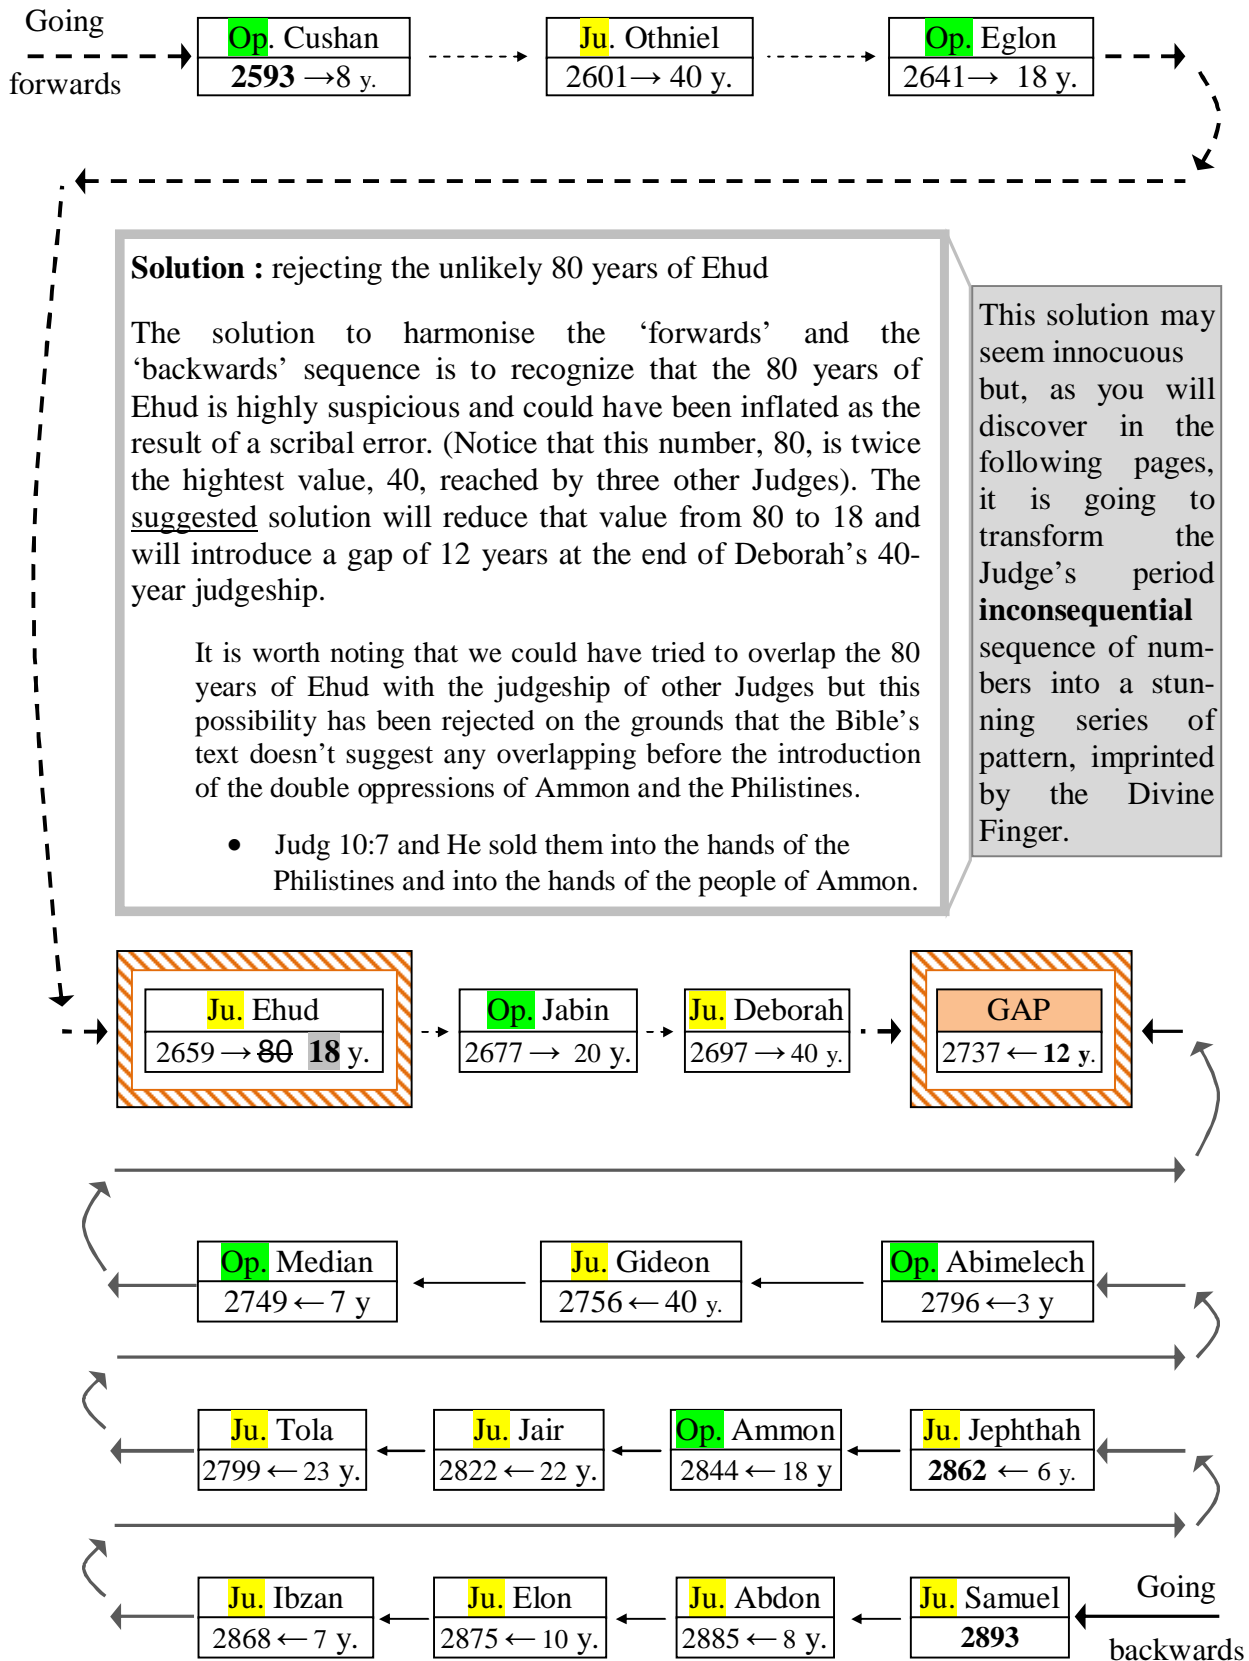 Going
forwards
Op. Cushan
2593 →8 y.
Ju. Othniel
2601→ 40 y.
Op. Eglon
2641→ 18 y.
Solution : rejecting the unlikely 80 years of Ehud
The solution to harmonise the ‘forwards’ and the
‘backwards’ sequence is to recognize that the 80 years of
Ehud is highly suspicious and could have been inflated as the
result of a scribal error. (Notice that this number, 80, is twice
the hightest value, 40, reached by three other Judges). The
suggested solution will reduce that value from 80 to 18 and
will introduce a gap of 12 years at the end of Deborah’s 40-
year judgeship.
It is worth noting that we could have tried to overlap the 80
years of Ehud with the judgeship of other Judges but this
possibility has been rejected on the grounds that the Bible’s
text doesn’t suggest any overlapping before the introduction
of the double oppressions of Ammon and the Philistines.
• Judg 10:7 and He sold them into the hands of the
Philistines and into the hands of the people of Ammon.
This solution may
seem innocuous
but, as you will
discover in the
following pages,
it is going to
transform the
Judge’s period
inconsequential
sequence of num-
bers into a stun-
ning series of
pattern, imprinted
by the Divine
Finger.
Ju. Ehud
2659 → 80 18 y.
Op. Jabin
2677 → 20 y.
Ju. Deborah
2697 → 40 y.
GAP
2737 ← 12 y.
Op. Median
2749 ← 7 y
Ju. Gideon
2756 ← 40 y.
Op. Abimelech
2796 ←3 y
Ju. Tola
2799 ← 23 y.
Ju. Jair
2822 ← 22 y.
Op. Ammon
2844 ← 18 y
Ju. Jephthah
2862 ← 6 y.
Ju. Ibzan
2868 ← 7 y.
Ju. Elon
2875 ← 10 y.
Ju. Abdon
2885 ← 8 y.
Ju. Samuel
2893
Going
backwards